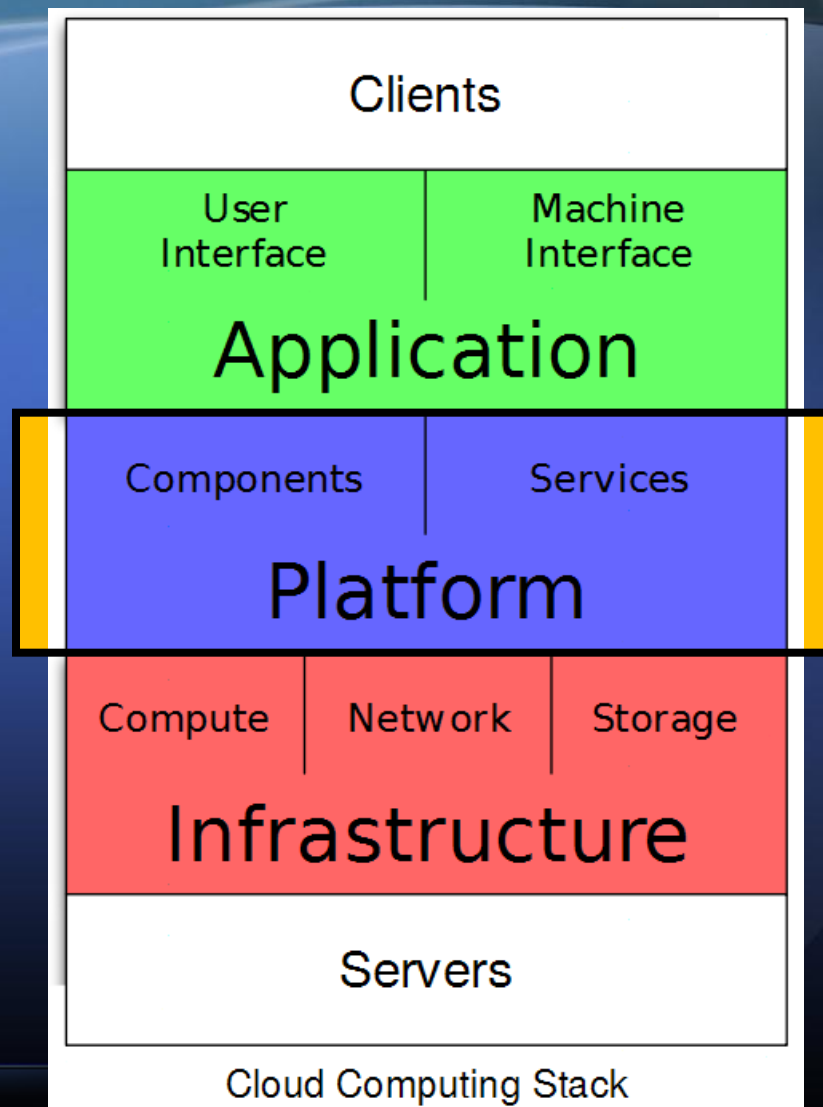 Clients
User Machine
Interface Interface
Application
Components Services
Platform
Compute Network Storage
Infrastructure
Servers
Cloud Computing Stack